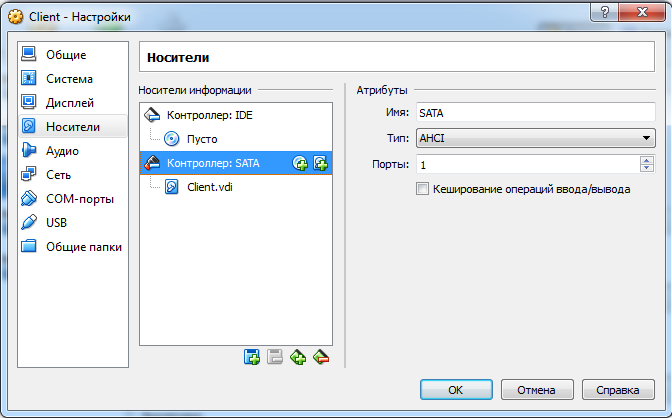 Client - Настройки
?
Общие
Система
Дисплей
Носители
Аудио
Сеть
COM-порты
USB
Общие папки
Носители
Носители информации
Контроллер: IDE
Пусто
Контроллер: SATA
Client.vdi
Атрибуты
Имя: SATA
Тип: AHCI
Порты: 1
Кеширование операций ввода/вывода
OK
Отмена
Справка